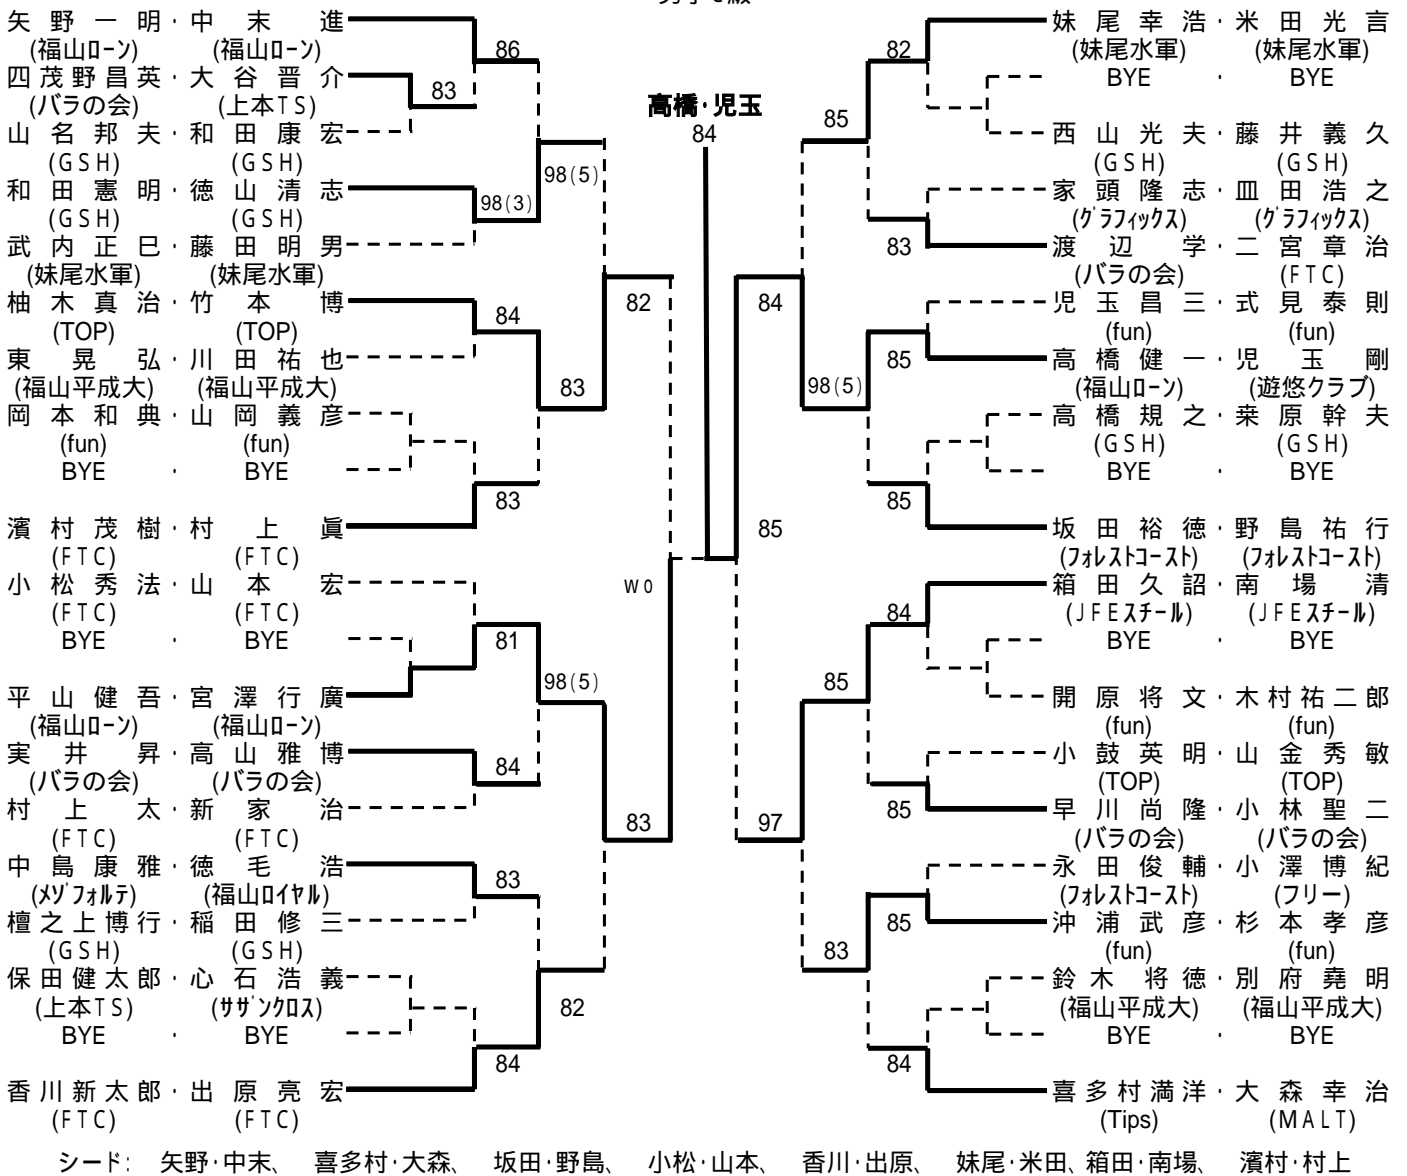 矢野一明・中末進
(福山ローン) (福山ローン)
86
四茂野昌英・大谷晋介
(バラの会) (上本TS)
83
山名邦夫・和田康宏
(GSH) (GSH)
98(5)
和田憲明・徳山清志
(GSH) (GSH)
98(3)
武内正巳・藤田明男
(妹尾水軍) (妹尾水軍)
82
柚木真治・竹本博
(TOP) (TOP)
84
東晃弘・川田祐也
(福山平成大) (福山平成大)
83
岡本和典・山岡義彦
(fun) (fun)
BYE ・ BYE
83
濱村茂樹・村上眞
(FTC) (FTC)
小松秀法・山本宏
(FTC) (FTC)
W0
BYE ・ BYE
81
98(5)
平山健吾・宮澤行廣
(福山ローン) (福山ローン)
実井昇・高山雅博
(バラの会) (バラの会)
84
村上太・新家治
(FTC) (FTC)
83
中島康雅・徳毛浩
(メゾフォルテ) (福山ロイヤル)
83
檀之上博行・稲田修三
(GSH) (GSH)
保田健太郎・心石浩義
(上本TS) (サザンクロス)
82
BYE ・ BYE
84
香川新太郎・出原亮宏
(FTC) (FTC)
高橋・児玉
84
妹尾幸浩・米田光言
(妹尾水軍) (妹尾水軍)
82
BYE ・ BYE
85
西山光夫・藤井義久
(GSH) (GSH)
家頭隆志・皿田浩之
(グラフィックス) (グラフィックス)
83
渡辺学・二宮章治
(バラの会) (FTC)
84
児玉昌三・式見泰則
(fun) (fun)
85
高橋健一・児玉剛
(福山ローン) (遊悠クラブ)
98(5)
高橋規之・桒原幹夫
(GSH) (GSH)
BYE ・ BYE
85
坂田裕徳・野島祐行
(フォレストコースト) (フォレストコースト)
85
箱田久詔・南場清
(JFEスチール) (JFEスチール)
84
BYE ・ BYE
85
開原将文・木村祐二郎
(fun) (fun)
小鼓英明・山金秀敏
(TOP) (TOP)
85
早川尚隆・小林聖二
(バラの会) (バラの会)
97
永田俊輔・小澤博紀
(フォレストコースト) (フリー)
85
沖浦武彦・杉本孝彦
(fun) (fun)
83
鈴木将徳・別府堯明
(福山平成大) (福山平成大)
BYE ・ BYE
84
喜多村満洋・大森幸治
(Tips) (MALT)
シード: 矢野・中末、 喜多村・大森、 坂田・野島、 小松・山本、 香川・出原、 妹尾・米田、箱田・南場、 濱村・村上